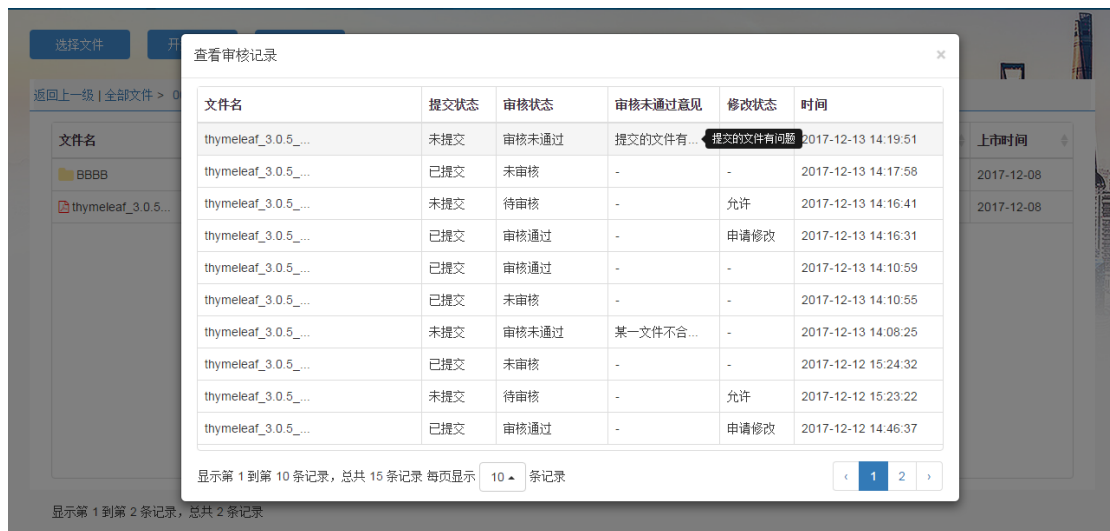 选择文件
开
查看审核记录
×
返回上一级 | 全部文件 >
文件名 提交状态 审核状态 审核未通过意见 修改状态 时间
thymeleaf_3.0.5_... 未提交 审核未通过 提交的文件有... 提交的文件有问题 2017-12-13 14:19:51
thymeleaf_3.0.5_... 已提交 未审核 - - 2017-12-13 14:17:58
thymeleaf_3.0.5_... 未提交 待审核 - 允许 2017-12-13 14:16:41
thymeleaf_3.0.5_... 已提交 审核通过 - 申请修改 2017-12-13 14:16:31
thymeleaf_3.0.5_... 已提交 审核通过 - - 2017-12-13 14:10:59
thymeleaf_3.0.5_... 已提交 未审核 - - 2017-12-13 14:10:55
thymeleaf_3.0.5_... 未提交 审核未通过 某一文件不合... - 2017-12-13 14:08:25
thymeleaf_3.0.5_... 已提交 未审核 - - 2017-12-12 15:24:32
thymeleaf_3.0.5_... 未提交 待审核 - 允许 2017-12-12 15:23:22
thymeleaf_3.0.5_... 已提交 审核通过 - 申请修改 2017-12-12 14:46:37
显示第 1 到第 10 条记录，总共 15 条记录 每页显示 10 条记录
‹ 1 2 ›
文件名 上市时间
BBBB 2017-12-08
thymeleaf_3.0.5... 2017-12-08
显示第 1 到第 2 条记录，总共 2 条记录